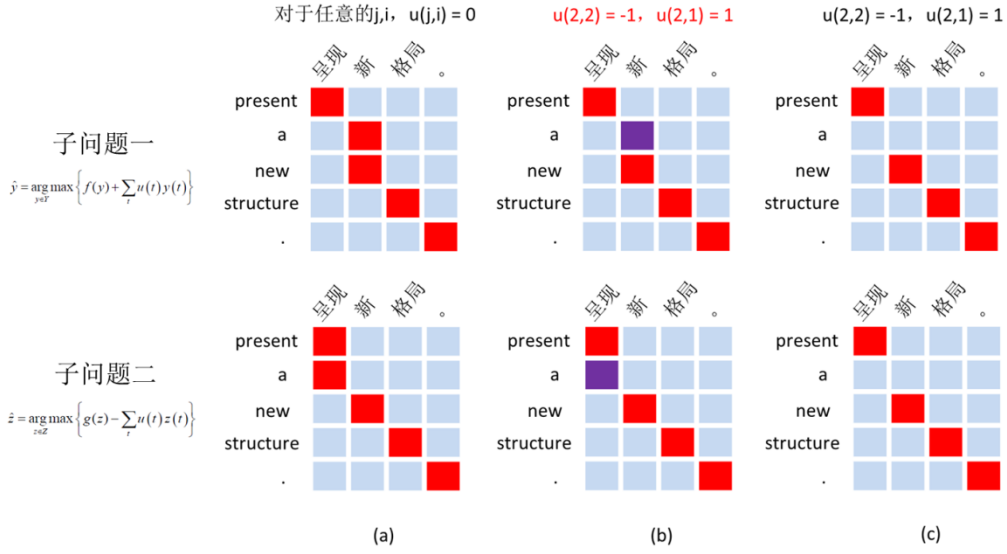 对于任意的j,i， u(j,i) = 0
u(2,2) = -1， u(2,1) = 1
u(2,2) = -1， u(2,1) = 1
呈现 新 格局 。
呈现 新 格局 。
呈现 新 格局 。
子问题一
ŷ = arg max_{y∈Y} { f(y) + ∑_t u(t) y(t) }
present
a
new
structure
.
present
a
new
structure
.
present
a
new
structure
.
呈现 新 格局 。
呈现 新 格局 。
呈现 新 格局 。
子问题二
ẑ = arg max_{z∈Z} { g(z) − ∑_t u(t) z(t) }
present
a
new
structure
.
present
a
new
structure
.
present
a
new
structure
.
(a)
(b)
(c)